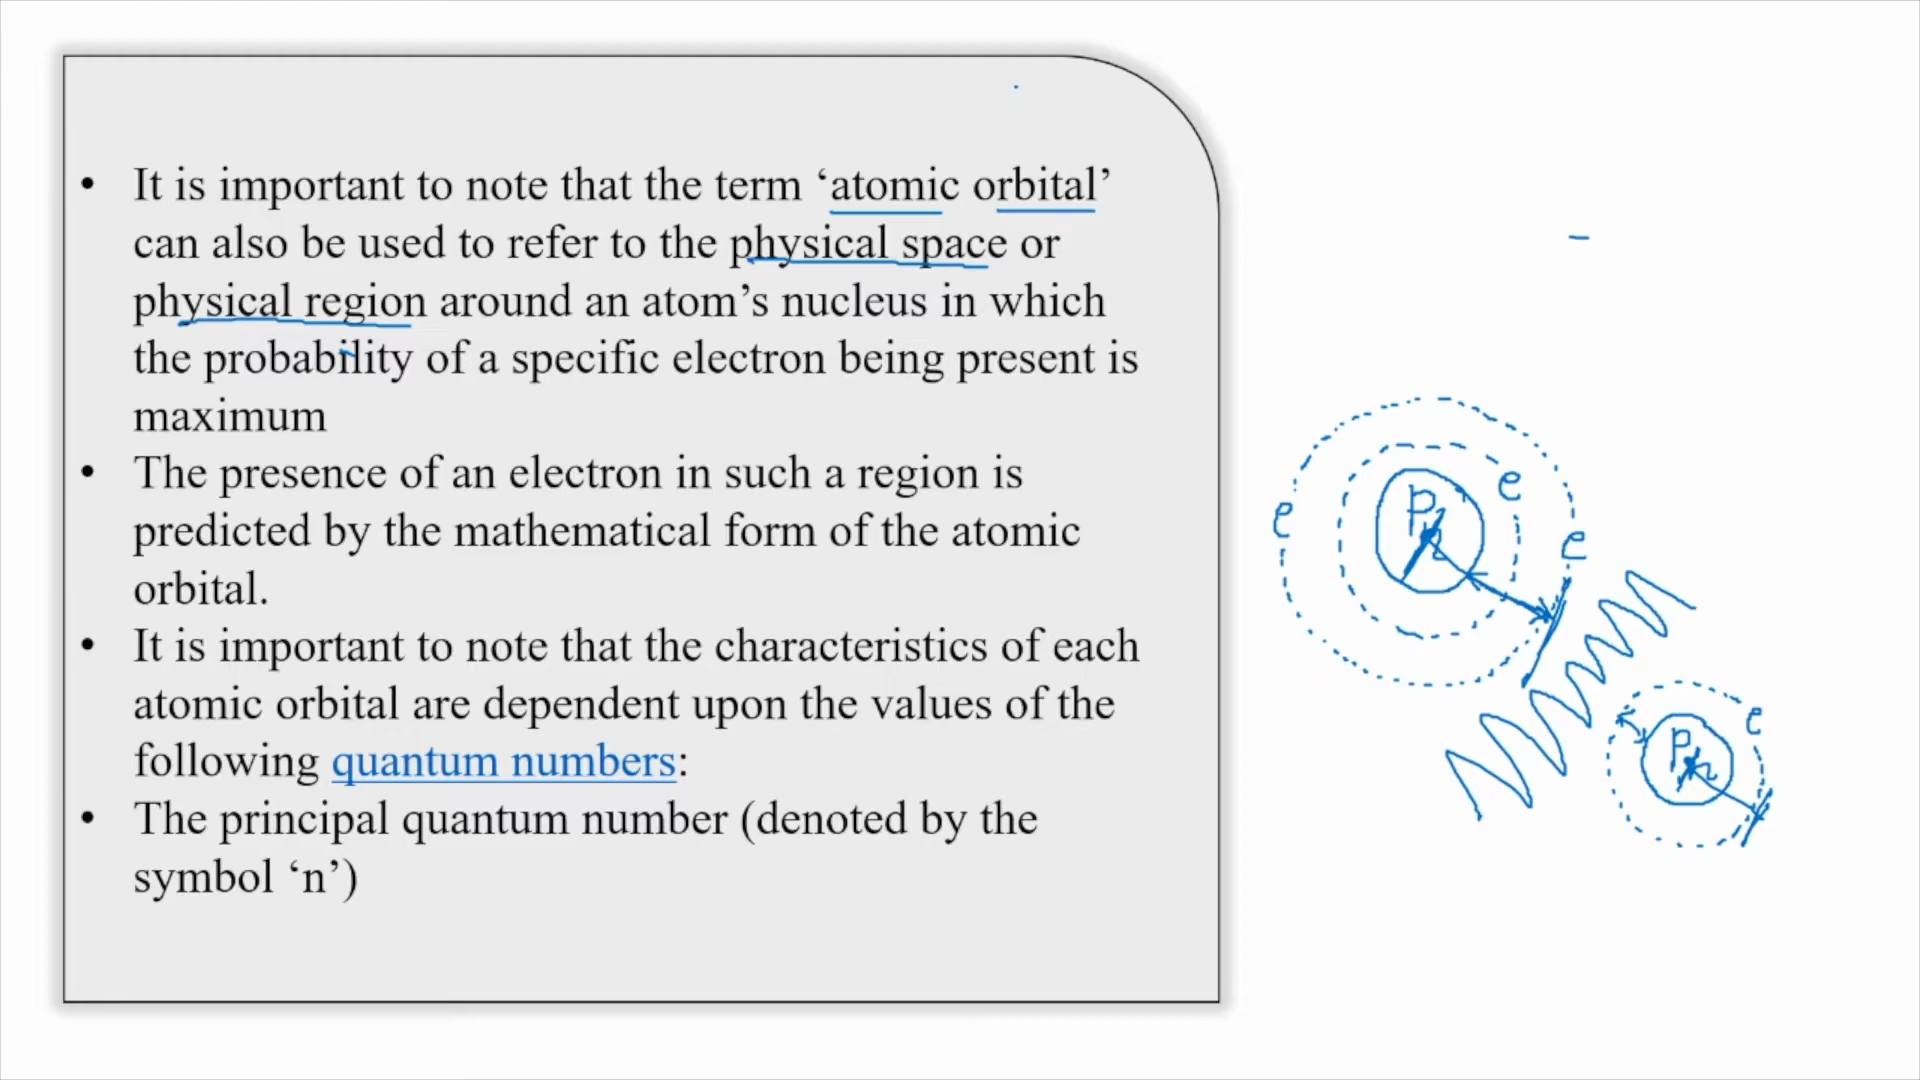 • It is important to note that the term ‘atomic orbital’
can also be used to refer to the physical space or
physical region around an atom’s nucleus in which
the probability of a specific electron being present is
maximum
• The presence of an electron in such a region is
predicted by the mathematical form of the atomic
orbital.
• It is important to note that the characteristics of each
atomic orbital are dependent upon the values of the
following quantum numbers:
• The principal quantum number (denoted by the
symbol ‘n’)
e
P
e
e
e
P